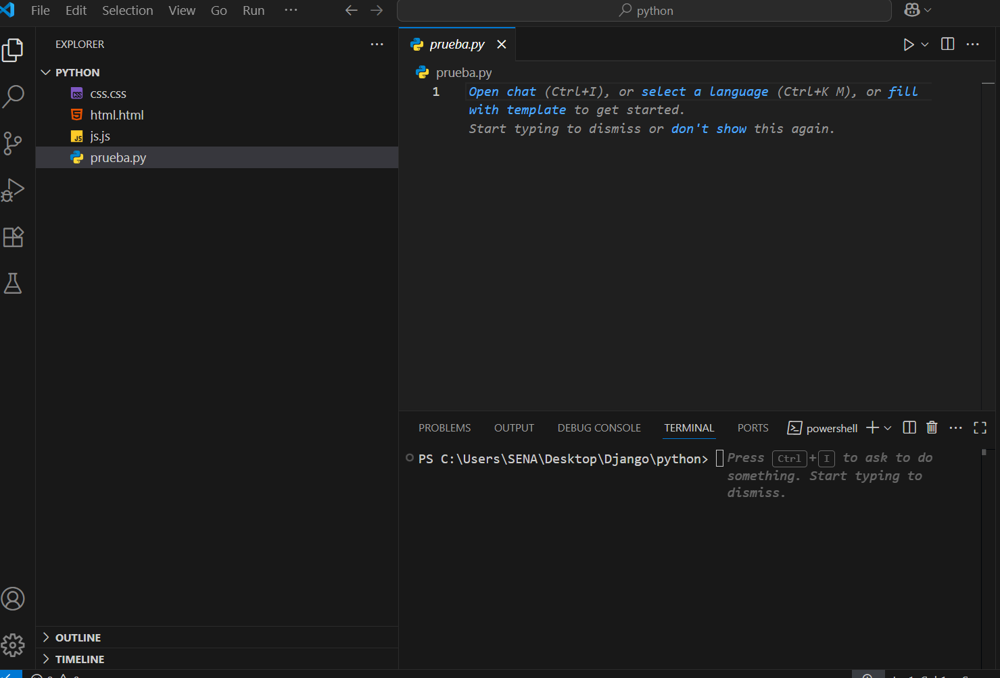 File Edit Selection View Go Run ··· python
EXPLORER ···
PYTHON
css.css
html.html
js.js
prueba.py
OUTLINE
TIMELINE
prueba.py
prueba.py
1 Open chat (Ctrl+I), or select a language (Ctrl+K M), or fill
with template to get started.
Start typing to dismiss or don't show this again.
PROBLEMS OUTPUT DEBUG CONSOLE TERMINAL PORTS powershell
PS C:\Users\SENA\Desktop\Django\python> Press Ctrl+I to ask to do
something. Start typing to
dismiss.